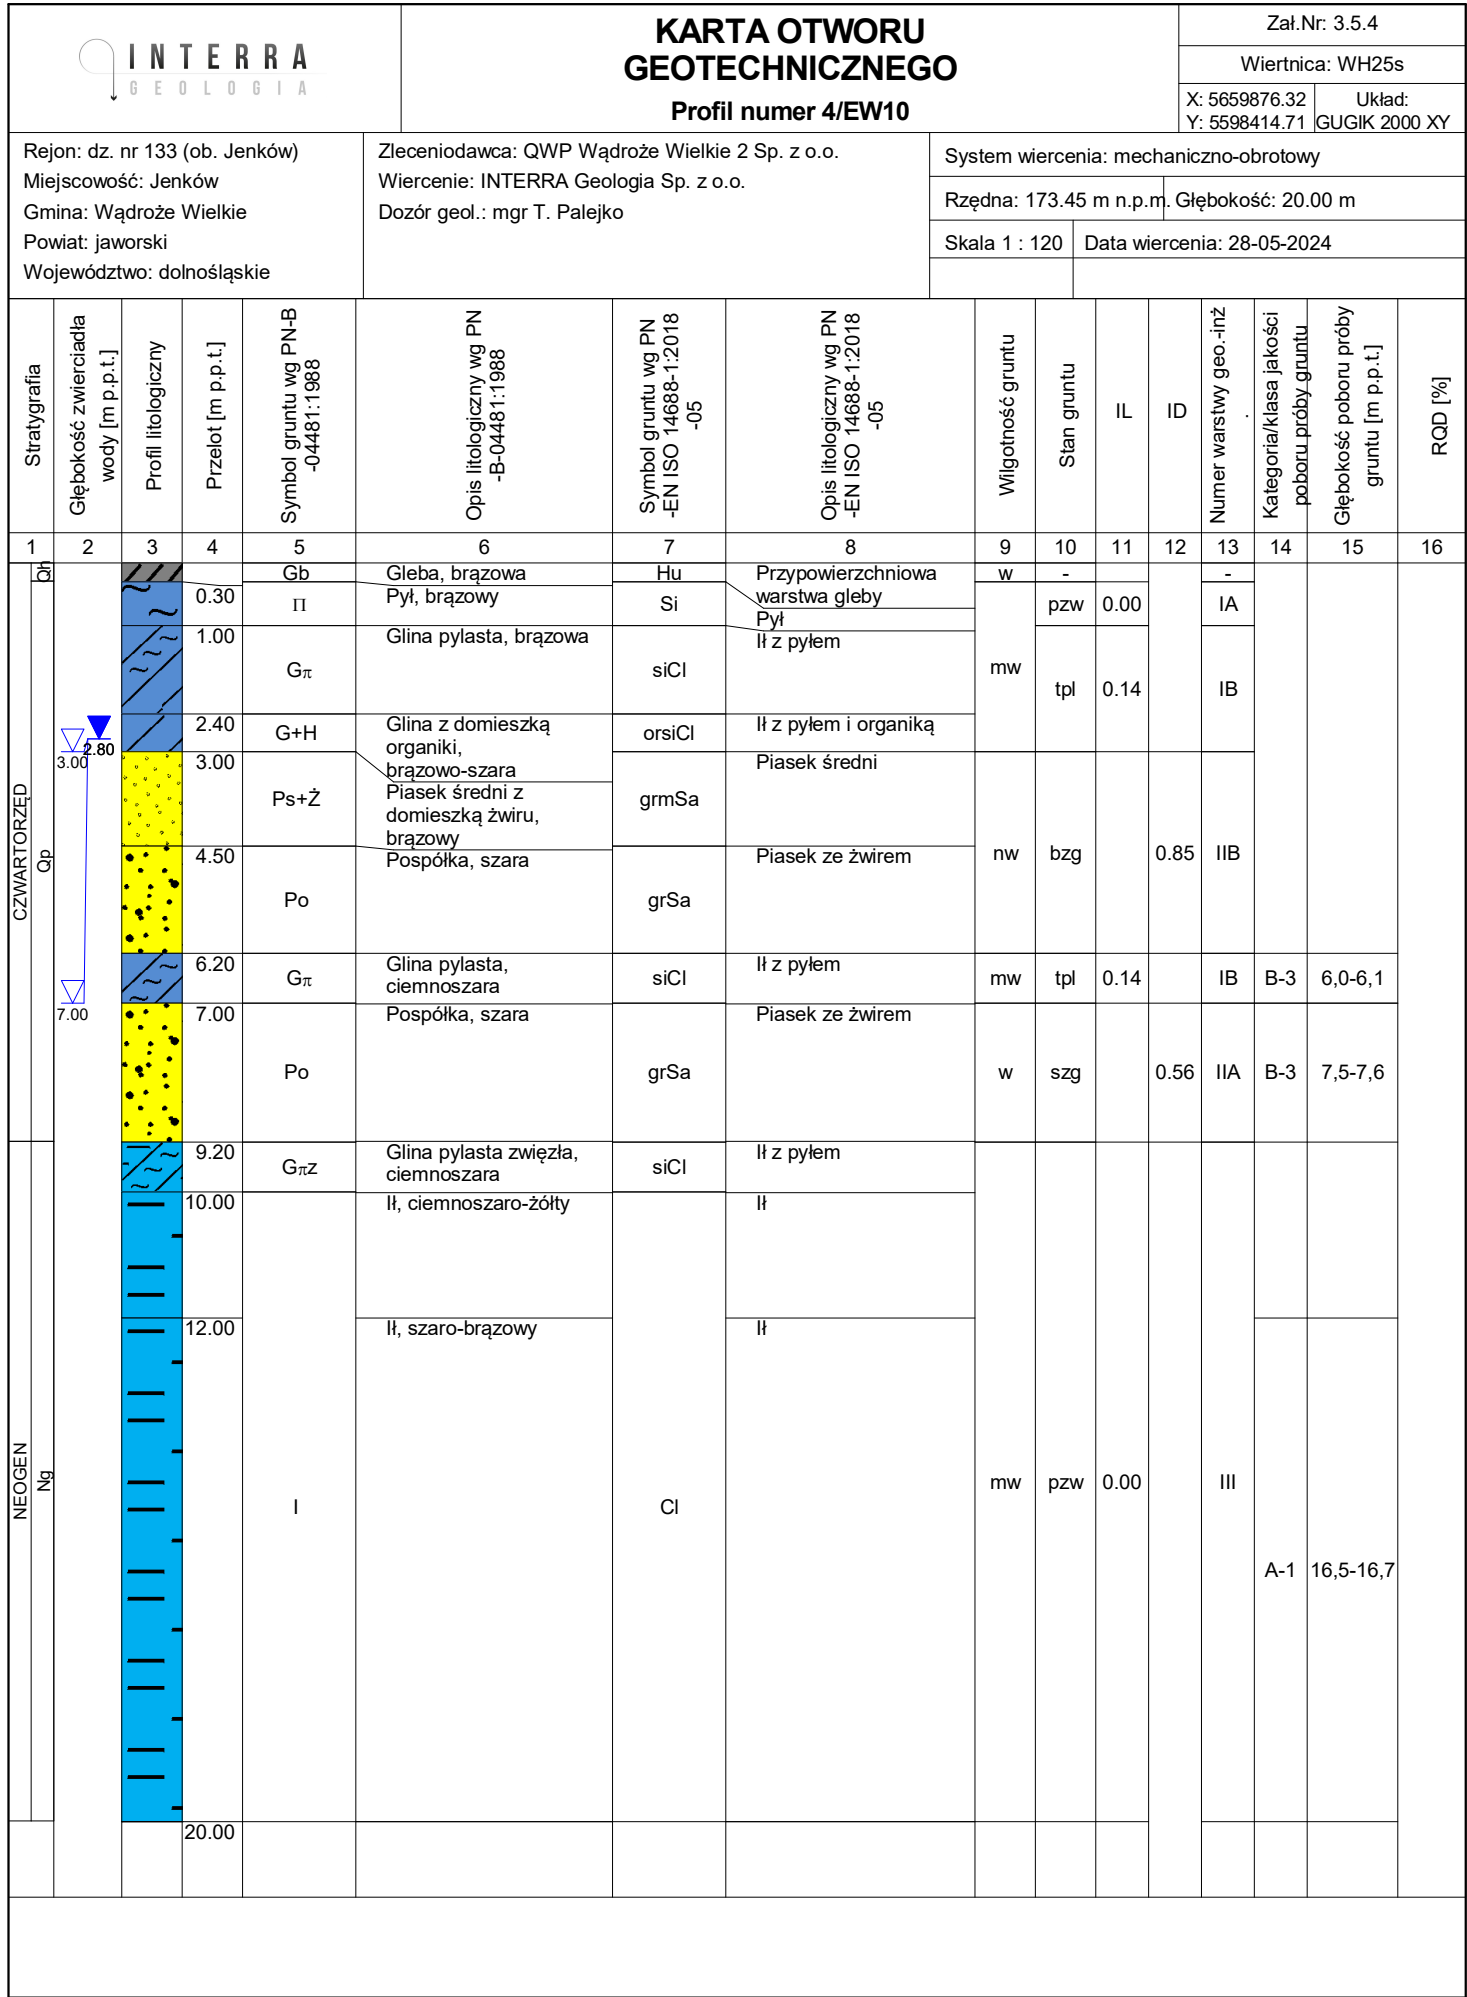 INTERRA
GEOLOGIA
KARTA OTWORU
GEOTECHNICZNEGO
Profil numer 4/EW10
Zał.Nr: 3.5.4
Wiertnica: WH25s
X: 5659876.32
Y: 5598414.71
Układ:
GUGIK 2000 XY
Rejon: dz. nr 133 (ob. Jenków)
Miejscowość: Jenków
Gmina: Wądroże Wielkie
Powiat: jaworski
Województwo: dolnośląskie
Zleceniodawca: QWP Wądroże Wielkie 2 Sp. z o.o.
Wiercenie: INTERRA Geologia Sp. z o.o.
Dozór geol.: mgr T. Palejko
System wiercenia: mechaniczno-obrotowy
Rzędna: 173.45 m n.p.m. Głębokość: 20.00 m
Skala 1 : 120 Data wiercenia: 28-05-2024
Stratygrafia
Głębokość zwierciadła
wody [m p.p.t.]
Profil litologiczny
Przelot [m p.p.t.]
Symbol gruntu wg PN-B
-04481:1988
Opis litologiczny wg PN
-B-04481:1988
Symbol gruntu wg PN
-EN ISO 14688-1:2018
-05
Opis litologiczny wg PN
-EN ISO 14688-1:2018
-05
Wilgotność gruntu
Stan gruntu
IL
ID
Numer warstwy geo.-inż
.
Kategoria/klasa jakości
poboru próby gruntu
Głębokość poboru próby
gruntu [m p.p.t.]
RQD [%]
1 2 3 4 5 6 7 8 9 10 11 12 13 14 15 16
Qh
Gb Gleba, brązowa Hu Przypowierzchniowa
warstwa gleby
w - -
0.30 Π Pył, brązowy Si Pył pzw 0.00 IA
1.00 Gπ Glina pylasta, brązowa siCl Ił z pyłem mw tpl 0.14 IB
2.40 G+H Glina z domieszką
organiki,
brązowo-szara
orsiCl Ił z pyłem i organiką
2.80
3.00
3.00 Ps+Ż Piasek średni z
domieszką żwiru,
brązowy
grmSa Piasek średni
CZWARTORZĘD
Qp
4.50 Po Pospółka, szara grSa Piasek ze żwirem nw bzg 0.85 IIB
6.20 Gπ Glina pylasta,
ciemnoszara
siCl Ił z pyłem mw tpl 0.14 IB B-3 6,0-6,1
7.00
7.00 Po Pospółka, szara grSa Piasek ze żwirem w szg 0.56 IIA B-3 7,5-7,6
9.20 Gπz Glina pylasta zwięzła,
ciemnoszara
siCl Ił z pyłem
10.00 Ił, ciemnoszaro-żółty Ił
12.00 Ił, szaro-brązowy Ił
NEOGEN
Ng
I Cl mw pzw 0.00 III
A-1 16,5-16,7
20.00